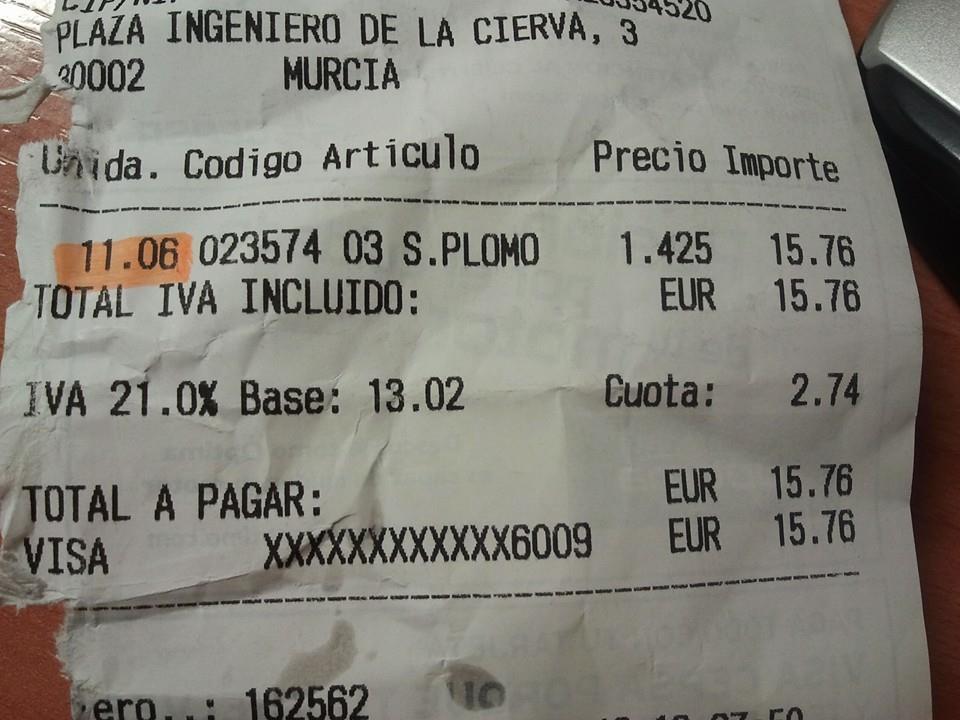 PLAZA INGENIERO DE LA CIERVA, 3
30002 MURCIA
Unida. Codigo Articulo Precio Importe
11.06 023574 03 S.PLOMO 1.425 15.76
TOTAL IVA INCLUIDO: EUR 15.76
IVA 21.0% Base: 13.02 Cuota: 2.74
TOTAL A PAGAR: EUR 15.76
VISA XXXXXXXXXXXX6009 EUR 15.76
162562